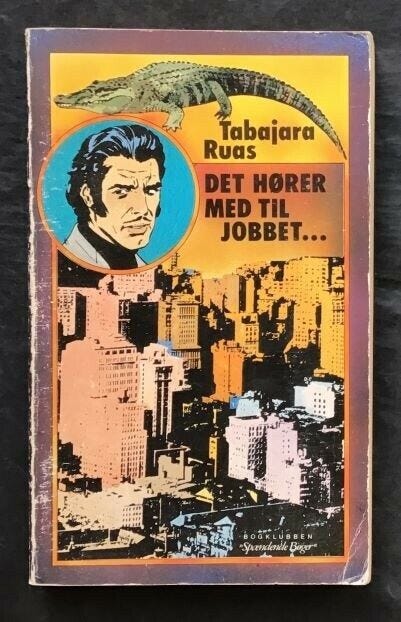 Tabajara
Ruas
DET HØRER
MED TiL
JOBBET...
BOGKLUBBEN
Spændende Bøger